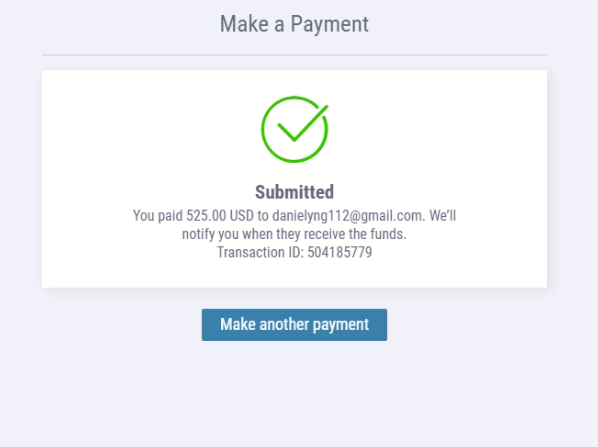 Make a Payment
Submitted
You paid 525.00 USD to danielyng112@gmail.com. We'll
notify you when they receive the funds.
Transaction ID: 504185779
Make another payment